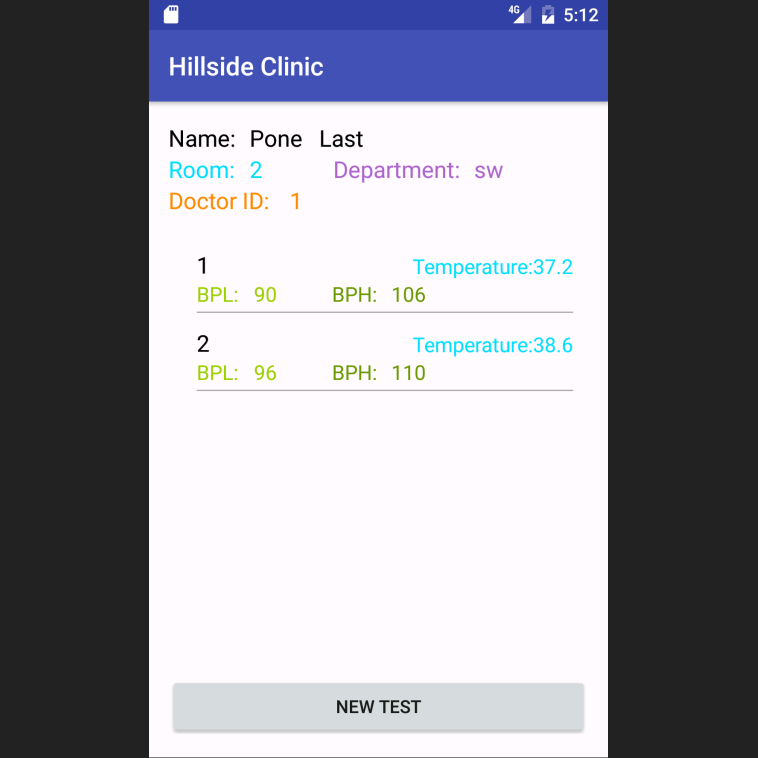 4G 5:12
Hillside Clinic
Name: Pone Last
Room: 2 Department: sw
Doctor ID: 1
1 Temperature:37.2
BPL: 90 BPH: 106
2 Temperature:38.6
BPL: 96 BPH: 110
NEW TEST